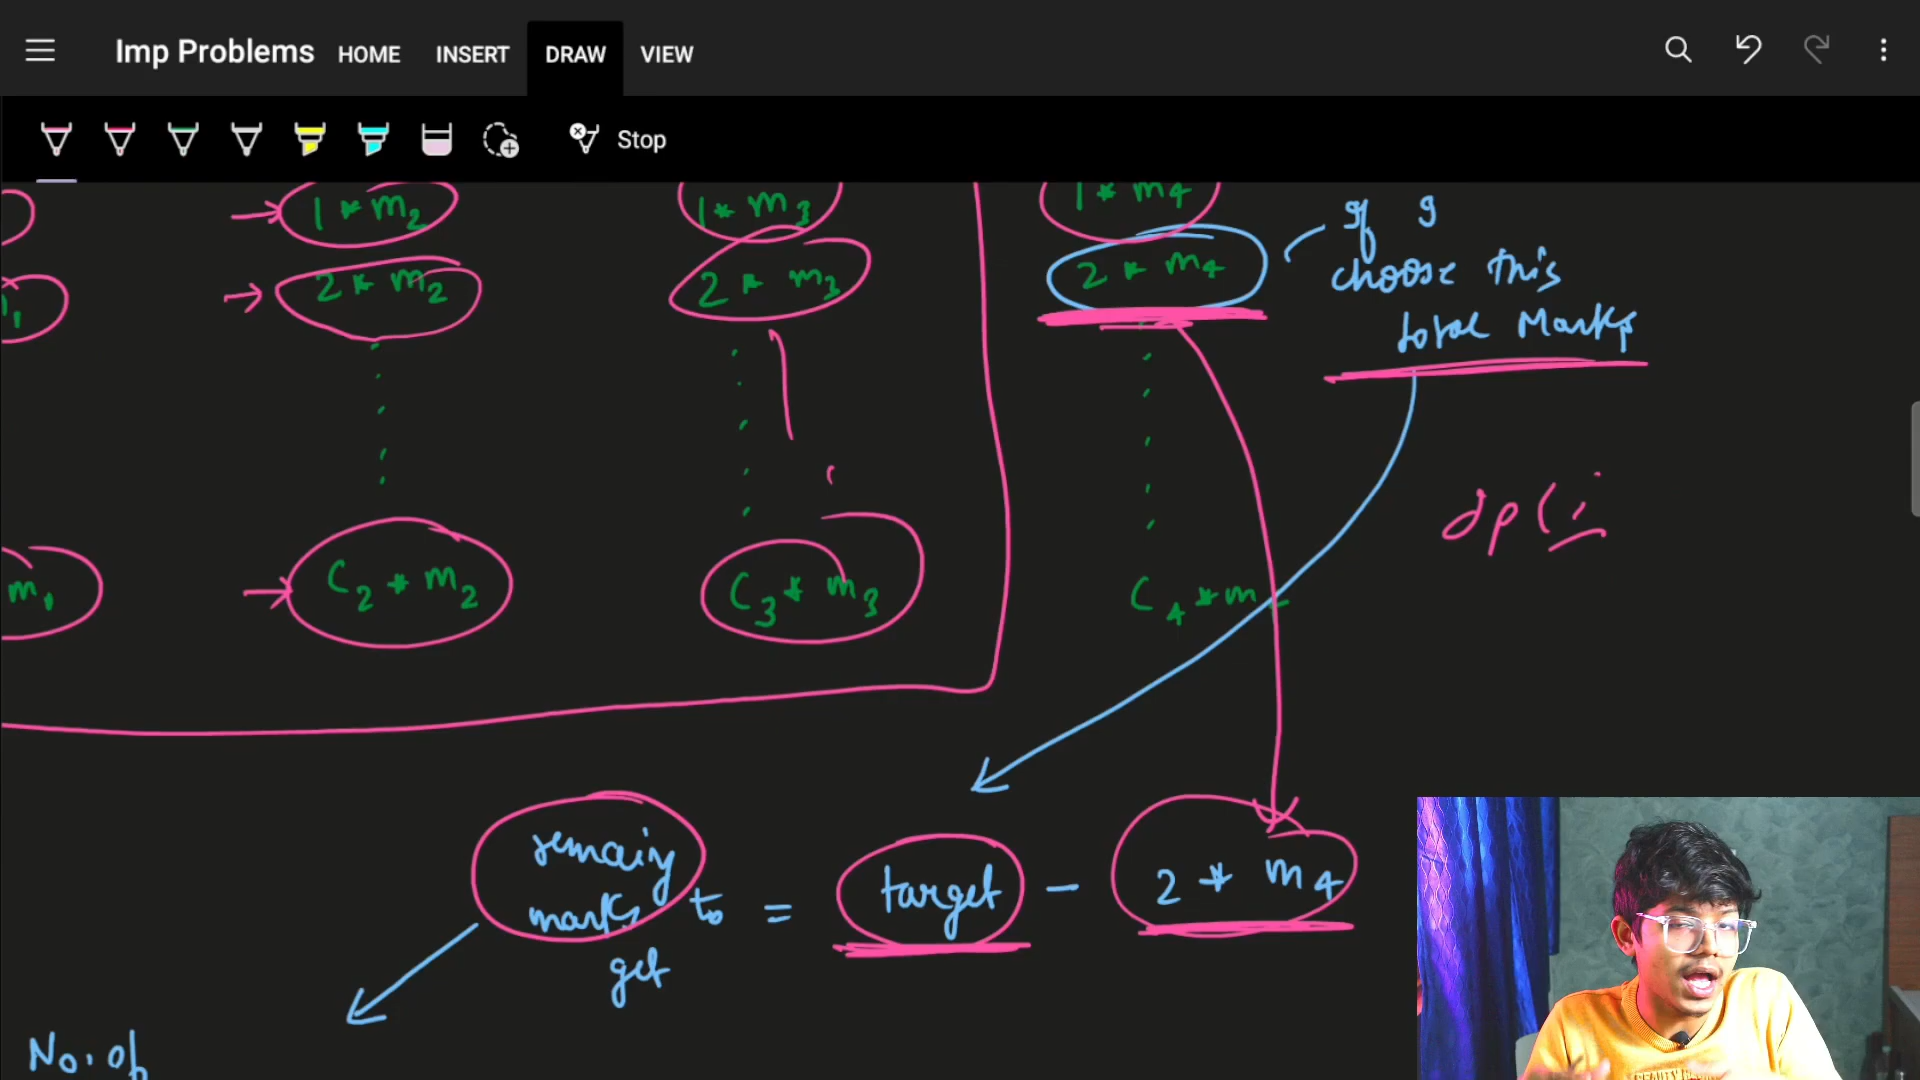 Imp Problems HOME INSERT DRAW VIEW
Stop
1 * m2 1 * m3 1 * m4
If I
choose this
total Marks
2 * m2 2 * m3 2 * m4
dp(i
m1 C2 * m2 C3 * m3 C4 * m
target - 2 * m4
marks to =
get
No. of